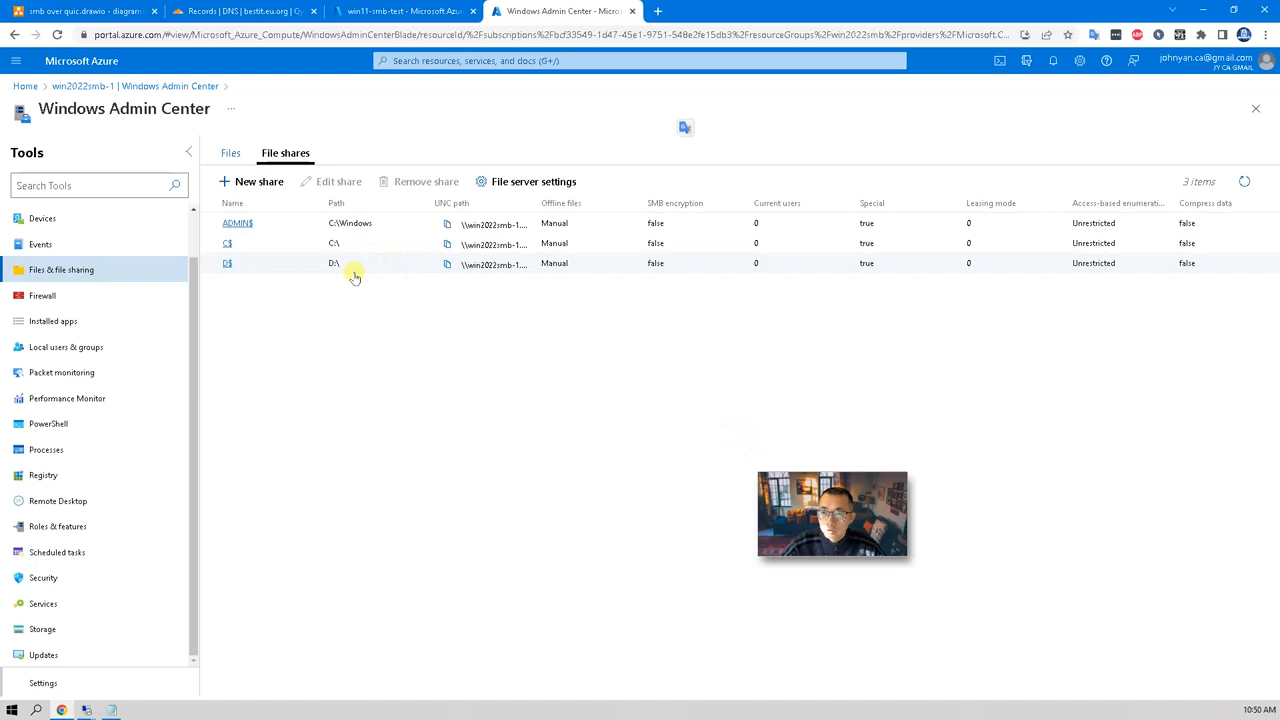 smb over quic.drawio - diagram
Records | DNS | bestit.eu.org | C
win11-smb-test - Microsoft A
Windows Admin Center - Micros
portal.azure.com/#view/Microsoft_Azure_Compute/WindowsAdminCenterBlade/resourceId/%2Fsubscriptions%2Fbcf33549-1d47-45e1-9751-548e2fe15db3%2FresourceGroups%2Fwin2022smb%2Fproviders%2FMicrosoft.C...
Microsoft Azure
Search resources, services, and docs (G+/)
johnyan.ca@gmail.com
JY CA GMAIL
Home > win2022smb-1 | Windows Admin Center >
Windows Admin Center ...
Tools
Files
File shares
Search Tools
New share
Edit share
Remove share
File server settings
3 items
Name Path UNC path Offline files SMB encryption Current users Special Leasing mode Access-based enumerati... Compress data
ADMIN$ C:\Windows \\win2022smb-1.... Manual false 0 true 0 Unrestricted false
C$ C:\ \\win2022smb-1.... Manual false 0 true 0 Unrestricted false
D$ D:\ \\win2022smb-1.... Manual false 0 true 0 Unrestricted false
Devices
Events
Files & file sharing
Firewall
Installed apps
Local users & groups
Packet monitoring
Performance Monitor
PowerShell
Processes
Registry
Remote Desktop
Roles & features
Scheduled tasks
Security
Services
Storage
Updates
Settings
10:50 AM